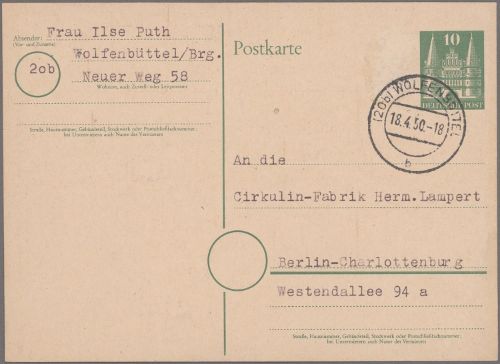 Absender:
(Vor- und Zuname)
Frau Ilse Puth
Wolfenbüttel/Brg.
2ob
Neuer Weg 58
Wohnort, auch Zustell- oder Leitpostamt
Straße, Hausnummer, Gebäudeteil, Stockwerk oder Postschließfachnummer;
bei Untermietern auch Name des Vermieters
Postkarte
10
DEUTSCHE POST
(20b) WOLFENBÜTTEL
18.4.50.-18
b
An die
Cirkulin-Fabrik Herm. Lampert
Berlin-Charlottenburg
Westendallee 94 a
Straße, Hausnummer, Gebäudeteil, Stockwerk oder Postschließfachnummer;
bei Untermietern auch Name des Vermieters